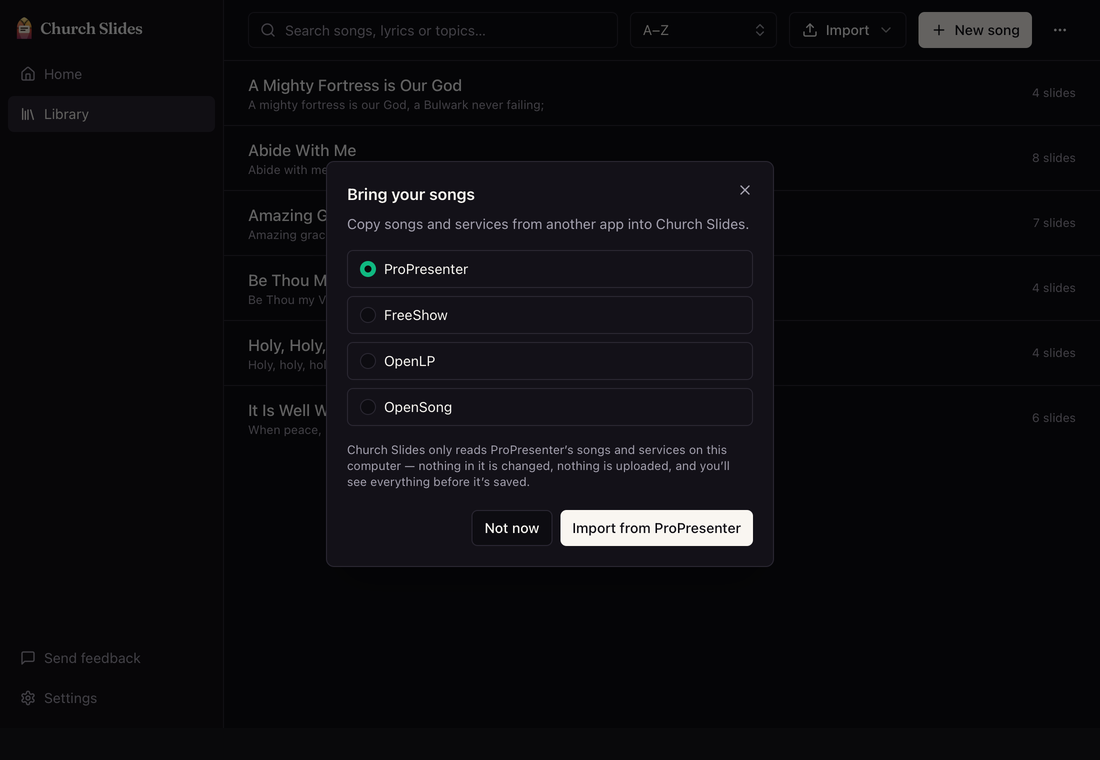 Church Slides
Home
Library
Send feedback
Settings
Search songs, lyrics or topics...
A–Z
Import
New song
A Mighty Fortress is Our God
A mighty fortress is our God, a Bulwark never failing;
4 slides
Abide With Me
Abide with me
8 slides
Amazing G
Amazing grac
7 slides
Be Thou M
Be Thou my V
4 slides
Holy, Holy,
Holy, holy, hol
4 slides
It Is Well W
When peace,
6 slides
Bring your songs
Copy songs and services from another app into Church Slides.
ProPresenter
FreeShow
OpenLP
OpenSong
Church Slides only reads ProPresenter’s songs and services on this
computer — nothing in it is changed, nothing is uploaded, and you’ll
see everything before it’s saved.
Not now
Import from ProPresenter